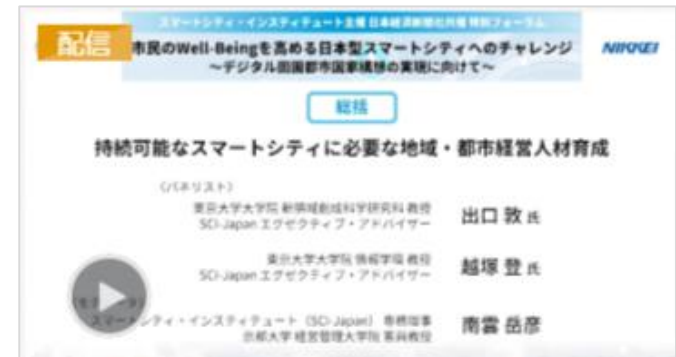 スマートシティ・インスティテュート主催 日本経済新聞社共催 特別フォーラム
配信
市民のWell-Beingを高める日本型スマートシティへのチャレンジ
NIKKEI
~デジタル田園都市国家構想の実現に向けて~
総括
持続可能なスマートシティに必要な地域・都市経営人材育成
(パネリスト)
東京大学大学院 新領域創成科学研究科 教授
SCI-Japan エグゼクティブ・アドバイザー
出口 敦 氏
東京大学大学院 情報学環 教授
SCI-Japan エグゼクティブ・アドバイザー
越塚 登 氏
スマートシティ・インスティテュート(SCI-Japan) 専務理事
京都大学 経営管理大学院 客員教授
南雲 岳彦